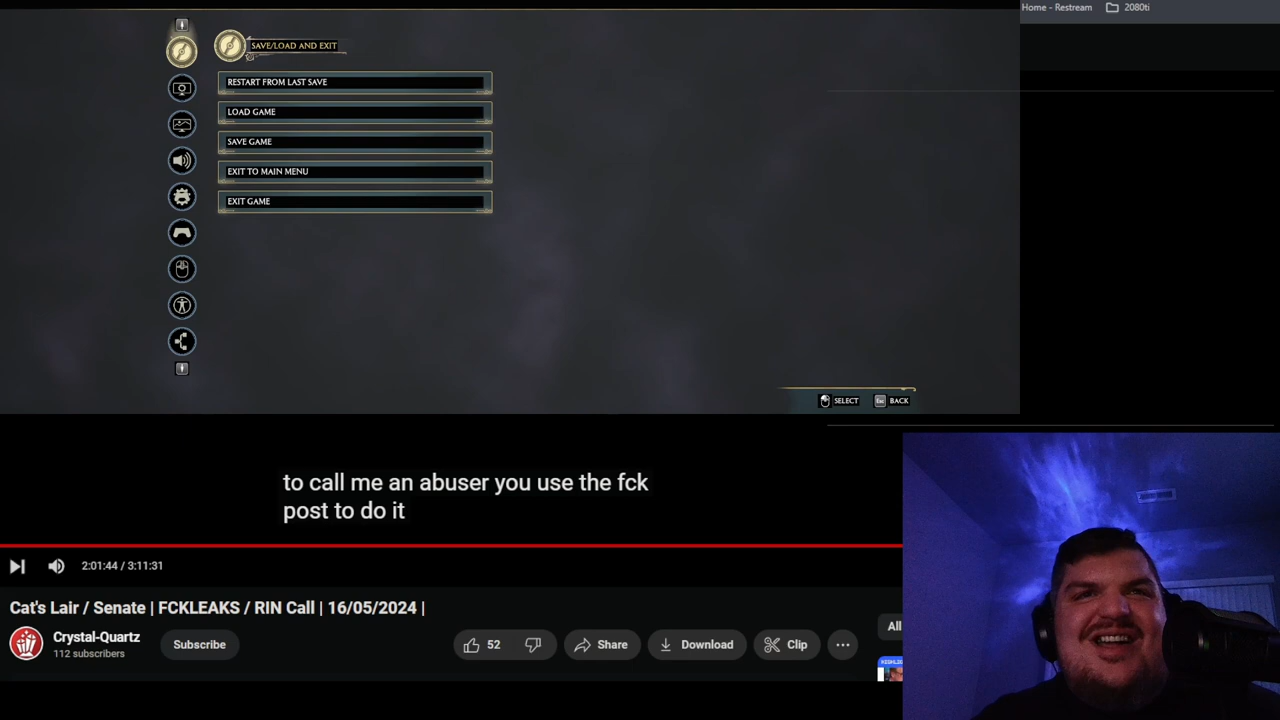 Home - Restream
2080ti
SAVE/LOAD AND EXIT
RESTART FROM LAST SAVE
LOAD GAME
SAVE GAME
EXIT TO MAIN MENU
EXIT GAME
SELECT
Esc BACK
to call me an abuser you use the fck
post to do it
2:01:44 / 3:11:31
Cat's Lair / Senate | FCKLEAKS / RIN Call | 16/05/2024 |
All
Crystal-Quartz
112 subscribers
Subscribe
52
Share
Download
Clip